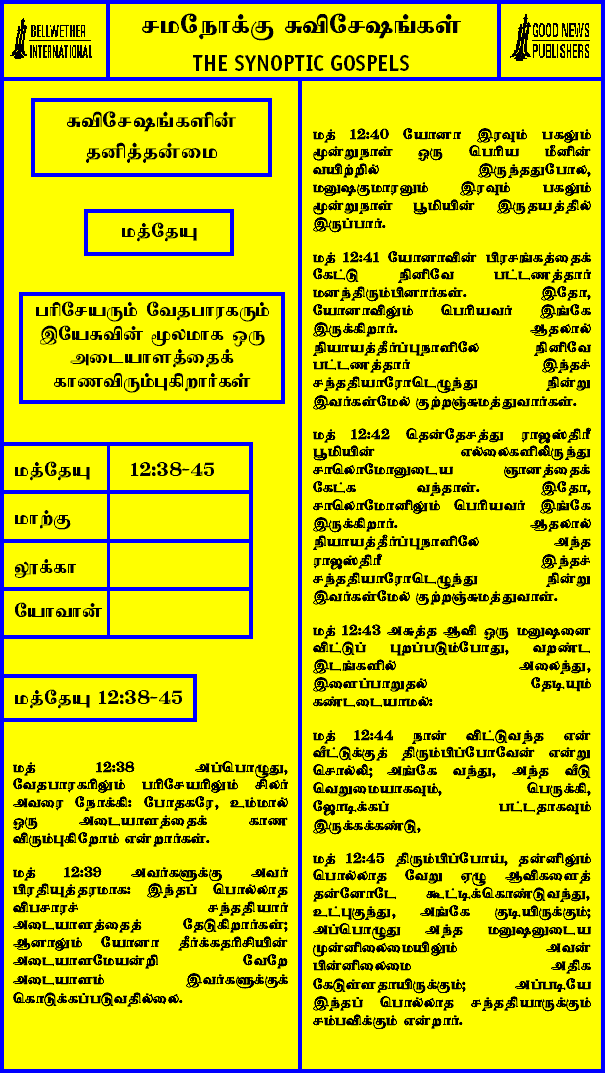 BELLWETHER
INTERNATIONAL
சமநோக்கு சுவிசேஷங்கள்
THE SYNOPTIC GOSPELS
GOOD NEWS
PUBLISHERS
சுவிசேஷங்களின்
தனித்தன்மை
மத்தேயு
பரிசேயரும் வேதபாரகரும்
இயேசுவின் மூலமாக ஒரு
அடையாளத்தைக்
காணவிரும்புகிறார்கள்
மத்தேயு 12:38-45
மாற்கு
லூக்கா
யோவான்
மத்தேயு 12:38-45
மத் 12:38 அப்பொழுது,
வேதபாரகரிலும் பரிசேயரிலும் சிலர்
அவரை நோக்கி: போதகரே, உம்மால்
ஒரு அடையாளத்தைக் காண
விரும்புகிறோம் என்றார்கள்.
மத் 12:39 அவர்களுக்கு அவர்
பிரதியுத்தரமாக: இந்தப் பொல்லாத
விபசாரச் சந்ததியார்
அடையாளத்தைத் தேடுகிறார்கள்;
ஆனாலும் யோனா தீர்க்கதரிசியின்
அடையாளமேயன்றி வேறே
அடையாளம் இவர்களுக்குக்
கொடுக்கப்படுவதில்லை.
மத் 12:40 யோனா இரவும் பகலும்
மூன்றுநாள் ஒரு பெரிய மீனின்
வயிற்றில் இருந்ததுபோல,
மனுஷகுமாரனும் இரவும் பகலும்
மூன்றுநாள் பூமியின் இருதயத்தில்
இருப்பார்.
மத் 12:41 யோனாவின் பிரசங்கத்தைக்
கேட்டு நினிவே பட்டணத்தார்
மனந்திரும்பினார்கள். இதோ,
யோனாவிலும் பெரியவர் இங்கே
இருக்கிறார். ஆதலால்
நியாயத்தீர்ப்புநாளிலே நினிவே
பட்டணத்தார் இந்தச்
சந்ததியாரோடெழுந்து நின்று
இவர்கள்மேல் குற்றஞ்சுமத்துவார்கள்.
மத் 12:42 தென்தேசத்து ராஜஸ்திரீ
பூமியின் எல்லைகளிலிருந்து
சாலொமோனுடைய ஞானத்தைக்
கேட்க வந்தாள். இதோ,
சாலொமோனிலும் பெரியவர் இங்கே
இருக்கிறார். ஆதலால்
நியாயத்தீர்ப்புநாளிலே அந்த
ராஜஸ்திரீ இந்தச்
சந்ததியாரோடெழுந்து நின்று
இவர்கள்மேல் குற்றஞ்சுமத்துவாள்.
மத் 12:43 அசுத்த ஆவி ஒரு மனுஷனை
விட்டுப் புறப்படும்போது, வறண்ட
இடங்களில் அலைந்து,
இளைப்பாறுதல் தேடியும்
கண்டடையாமல்:
மத் 12:44 நான் விட்டுவந்த என்
வீட்டுக்குத் திரும்பிப்போவேன் என்று
சொல்லி; அங்கே வந்து, அந்த வீடு
வெறுமையாகவும், பெருக்கி,
ஜோடிக்கப் பட்டதாகவும்
இருக்கக்கண்டு,
மத் 12:45 திரும்பிப்போய், தன்னிலும்
பொல்லாத வேறு ஏழு ஆவிகளைத்
தன்னோடே கூட்டிக்கொண்டுவந்து,
உட்புகுந்து, அங்கே குடியிருக்கும்;
அப்பொழுது அந்த மனுஷனுடைய
முன்னிலைமையிலும் அவன்
பின்னிலைமை அதிக
கேடுள்ளதாயிருக்கும்; அப்படியே
இந்தப் பொல்லாத சந்ததியாருக்கும்
சம்பவிக்கும் என்றார்.